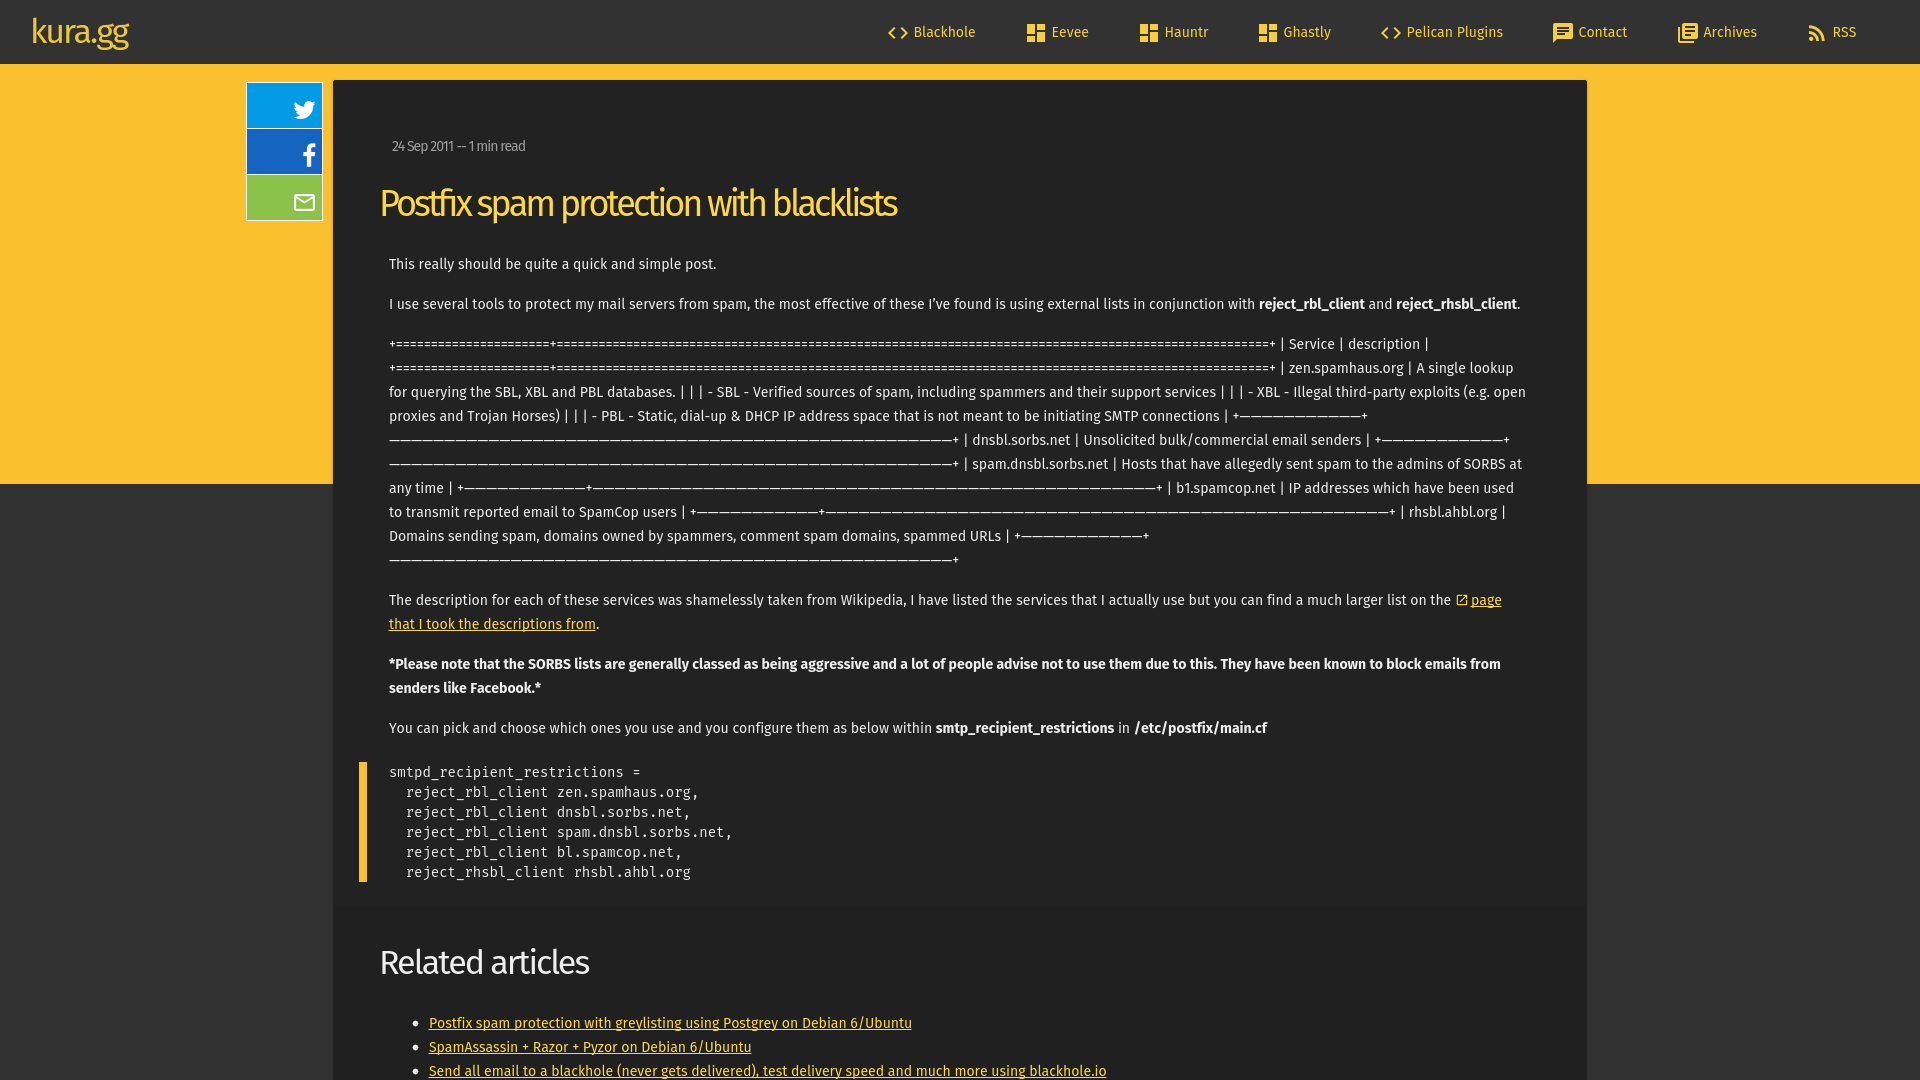 kura.gg
Blackhole
Eevee
Hauntr
Ghastly
Pelican Plugins
Contact
Archives
RSS
24 Sep 2011 -- 1 min read
Postfix spam protection with blacklists
This really should be quite a quick and simple post.
I use several tools to protect my mail servers from spam, the most effective of these I’ve found is using external lists in conjunction with reject_rbl_client and reject_rhsbl_client.
+======================+======================================================================================================+ | Service | description |
+======================+======================================================================================================+ | zen.spamhaus.org | A single lookup
for querying the SBL, XBL and PBL databases. | | | - SBL - Verified sources of spam, including spammers and their support services | | | - XBL - Illegal third-party exploits (e.g. open
proxies and Trojan Horses) | | | - PBL - Static, dial-up & DHCP IP address space that is not meant to be initiating SMTP connections | +———————————–+
———————————————————————————————————————————————————+ | dnsbl.sorbs.net | Unsolicited bulk/commercial email senders | +———————————–+
———————————————————————————————————————————————————+ | spam.dnsbl.sorbs.net | Hosts that have allegedly sent spam to the admins of SORBS at
any time | +———————————–+———————————————————————————————————————————————————+ | b1.spamcop.net | IP addresses which have been used
to transmit reported email to SpamCop users | +———————————–+———————————————————————————————————————————————————+ | rhsbl.ahbl.org |
Domains sending spam, domains owned by spammers, comment spam domains, spammed URLs | +———————————–+
———————————————————————————————————————————————————+
The description for each of these services was shamelessly taken from Wikipedia, I have listed the services that I actually use but you can find a much larger list on the page
that I took the descriptions from.
*Please note that the SORBS lists are generally classed as being aggressive and a lot of people advise not to use them due to this. They have been known to block emails from
senders like Facebook.*
You can pick and choose which ones you use and you configure them as below within smtp_recipient_restrictions in /etc/postfix/main.cf
smtpd_recipient_restrictions =
  reject_rbl_client zen.spamhaus.org,
  reject_rbl_client dnsbl.sorbs.net,
  reject_rbl_client spam.dnsbl.sorbs.net,
  reject_rbl_client bl.spamcop.net,
  reject_rhsbl_client rhsbl.ahbl.org
Related articles
Postfix spam protection with greylisting using Postgrey on Debian 6/Ubuntu
SpamAssassin + Razor + Pyzor on Debian 6/Ubuntu
Send all email to a blackhole (never gets delivered), test delivery speed and much more using blackhole.io